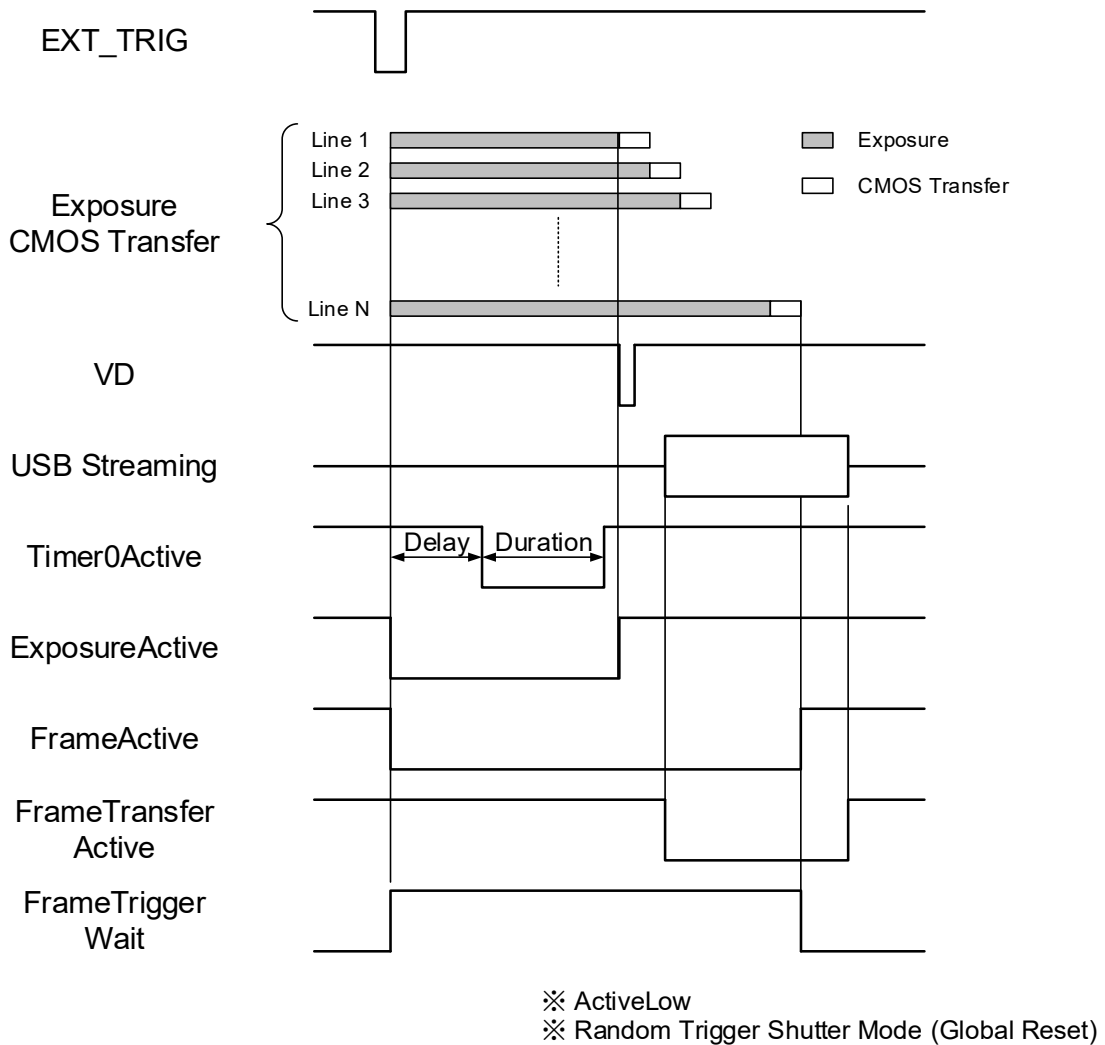 EXT_TRIG
Line 1
Line 2
Line 3
Line N
Exposure
CMOS Transfer
Exposure
CMOS Transfer
VD
USB Streaming
Timer0Active
Delay
Duration
ExposureActive
FrameActive
FrameTransfer
Active
FrameTrigger
Wait
※ ActiveLow
※ Random Trigger Shutter Mode (Global Reset)